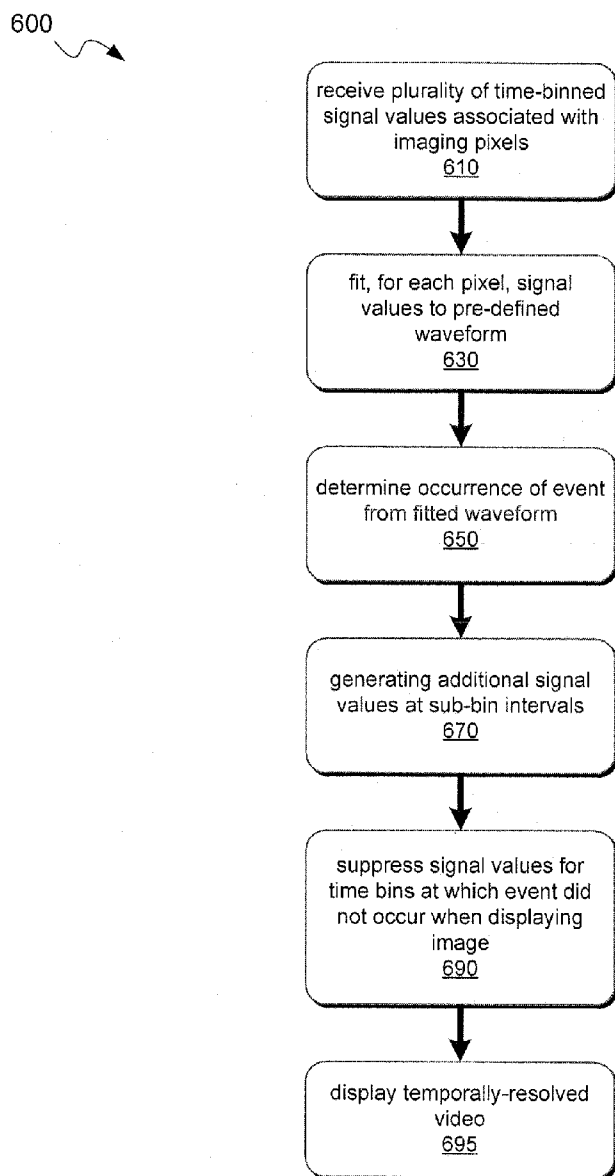 600
receive plurality of time-binned
signal values associated with
imaging pixels
610
fit, for each pixel, signal
values to pre-defined
waveform
630
determine occurrence of event
from fitted waveform
650
generating additional signal
values at sub-bin intervals
670
suppress signal values for
time bins at which event did
not occur when displaying
image
690
display temporally-resolved
video
695